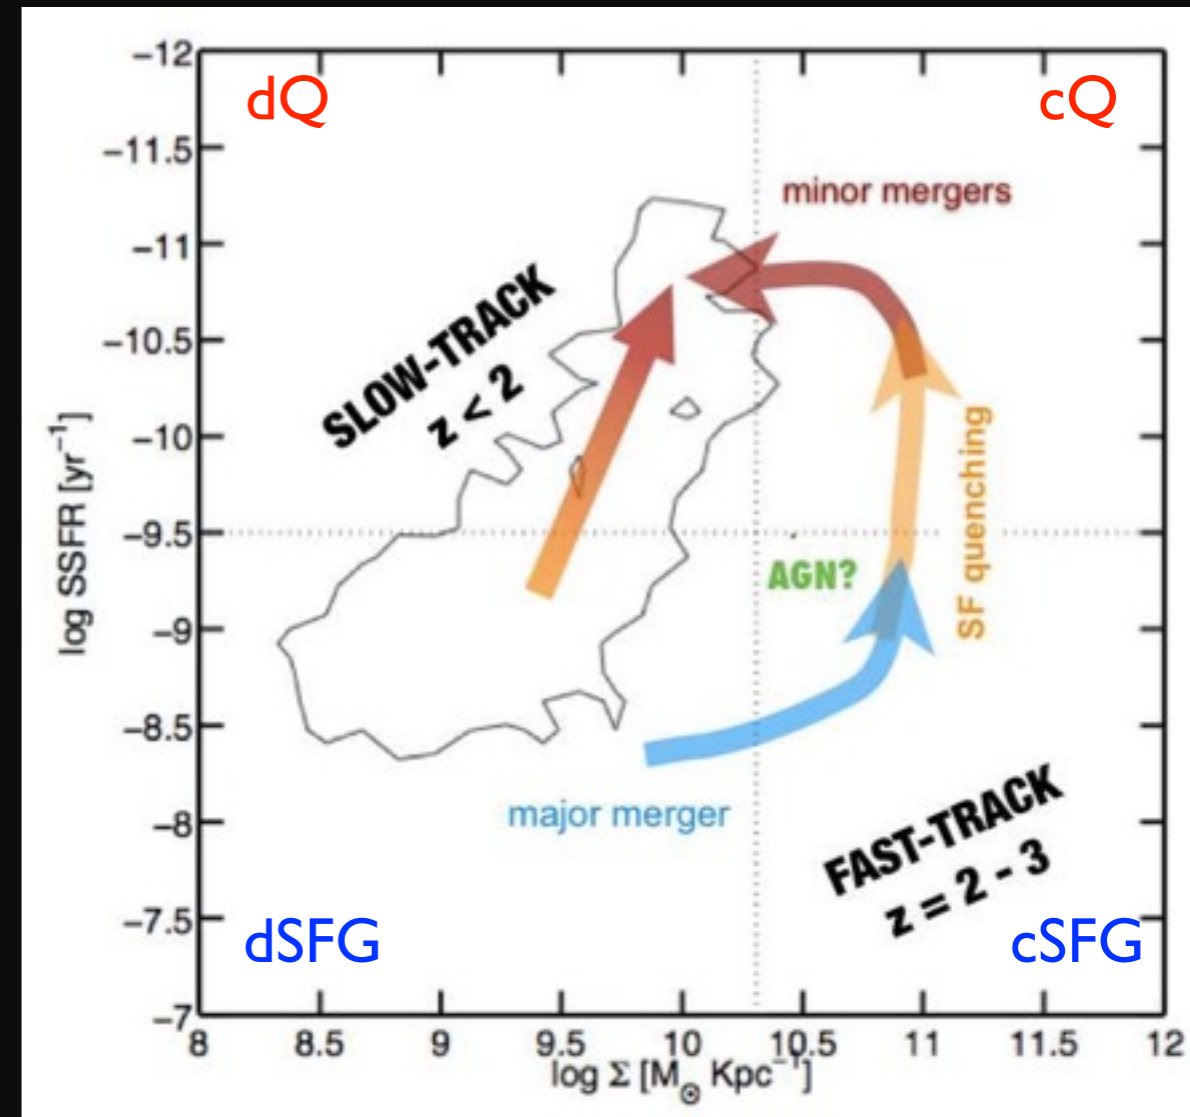 −12
dQ
cQ
−11.5
minor mergers
−11
SLOW-TRACK
z < 2
−10.5
−10
SF quenching
−9.5
AGN?
−9
−8.5
major merger
−8
FAST-TRACK
z = 2 - 3
−7.5
dSFG
cSFG
−7
log SSFR [yr⁻¹]
8 8.5 9 9.5 10 10.5 11 11.5 12
log Σ [M⊙ Kpc⁻¹]